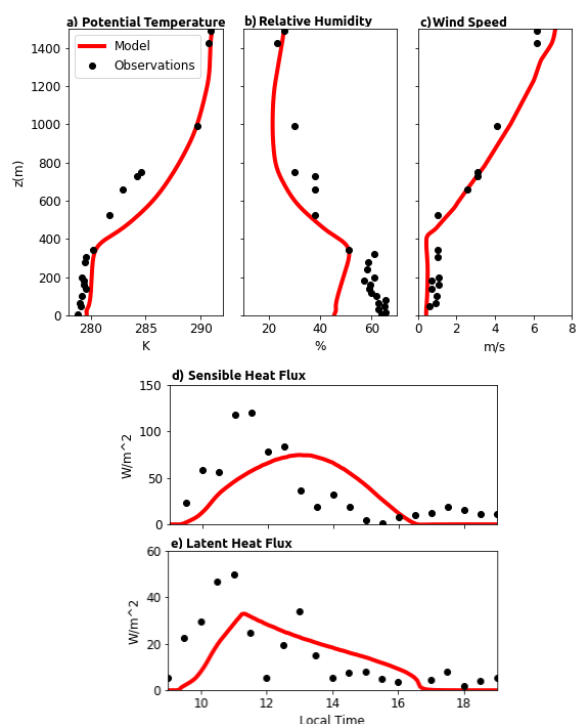 a) Potential Temperature
b) Relative Humidity
c) Wind Speed
Model
Observations
1400
1200
1000
800
600
400
200
0
z(m)
280 285 290
K
20 40 60
%
0 2 4 6 8
m/s
d) Sensible Heat Flux
150
100
50
0
W/m^2
e) Latent Heat Flux
60
40
20
0
W/m^2
10 12 14 16 18
Local Time